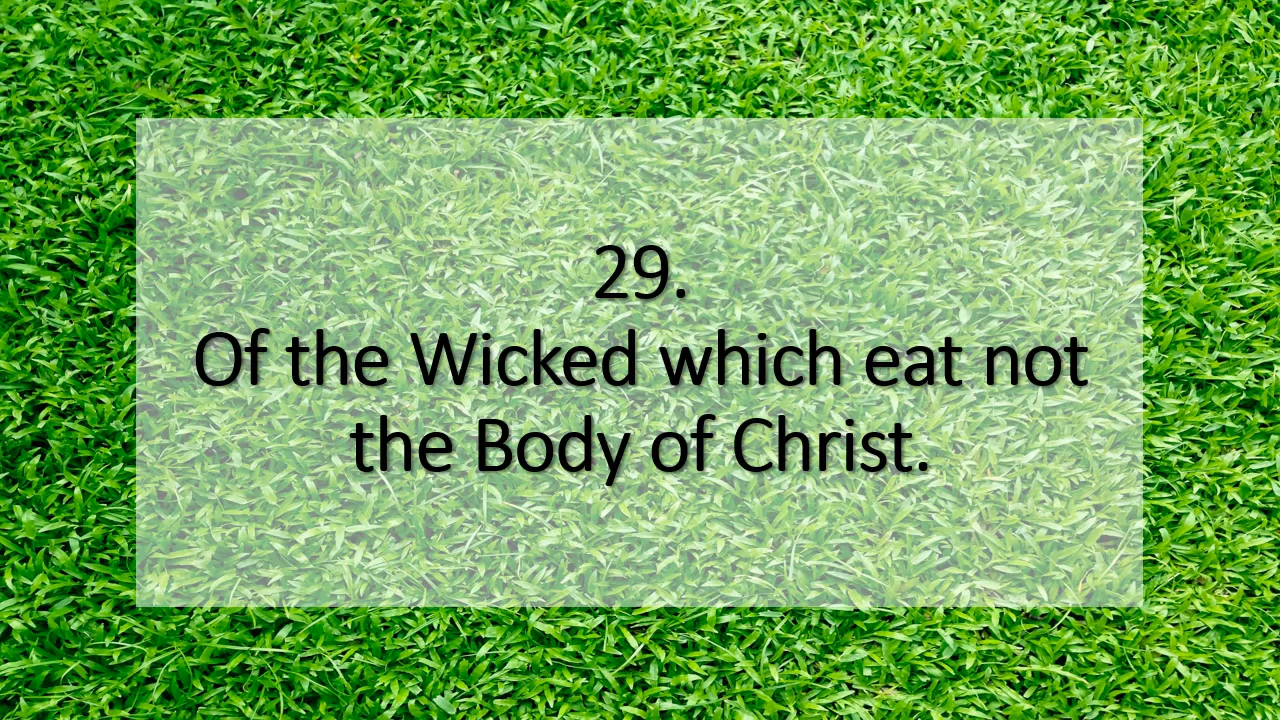 29.
Of the Wicked which eat not
the Body of Christ.